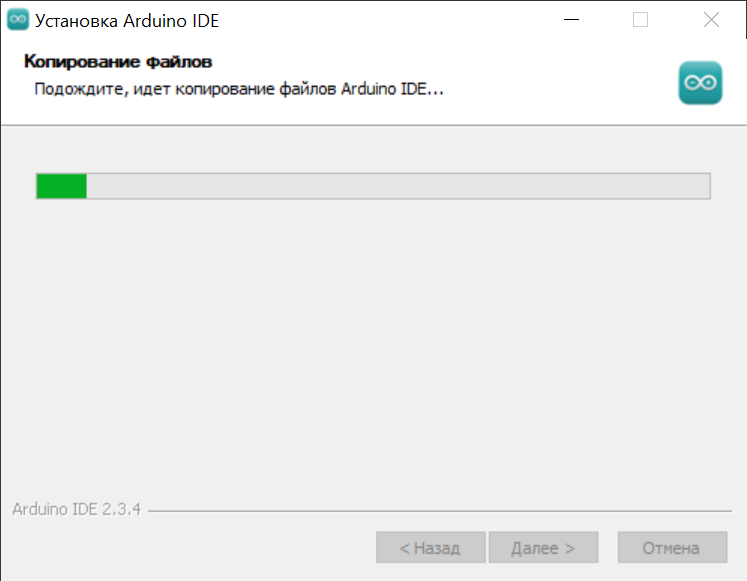 Установка Arduino IDE
Копирование файлов
Подождите, идет копирование файлов Arduino IDE...
Arduino IDE 2.3.4
< Назад
Далее >
Отмена